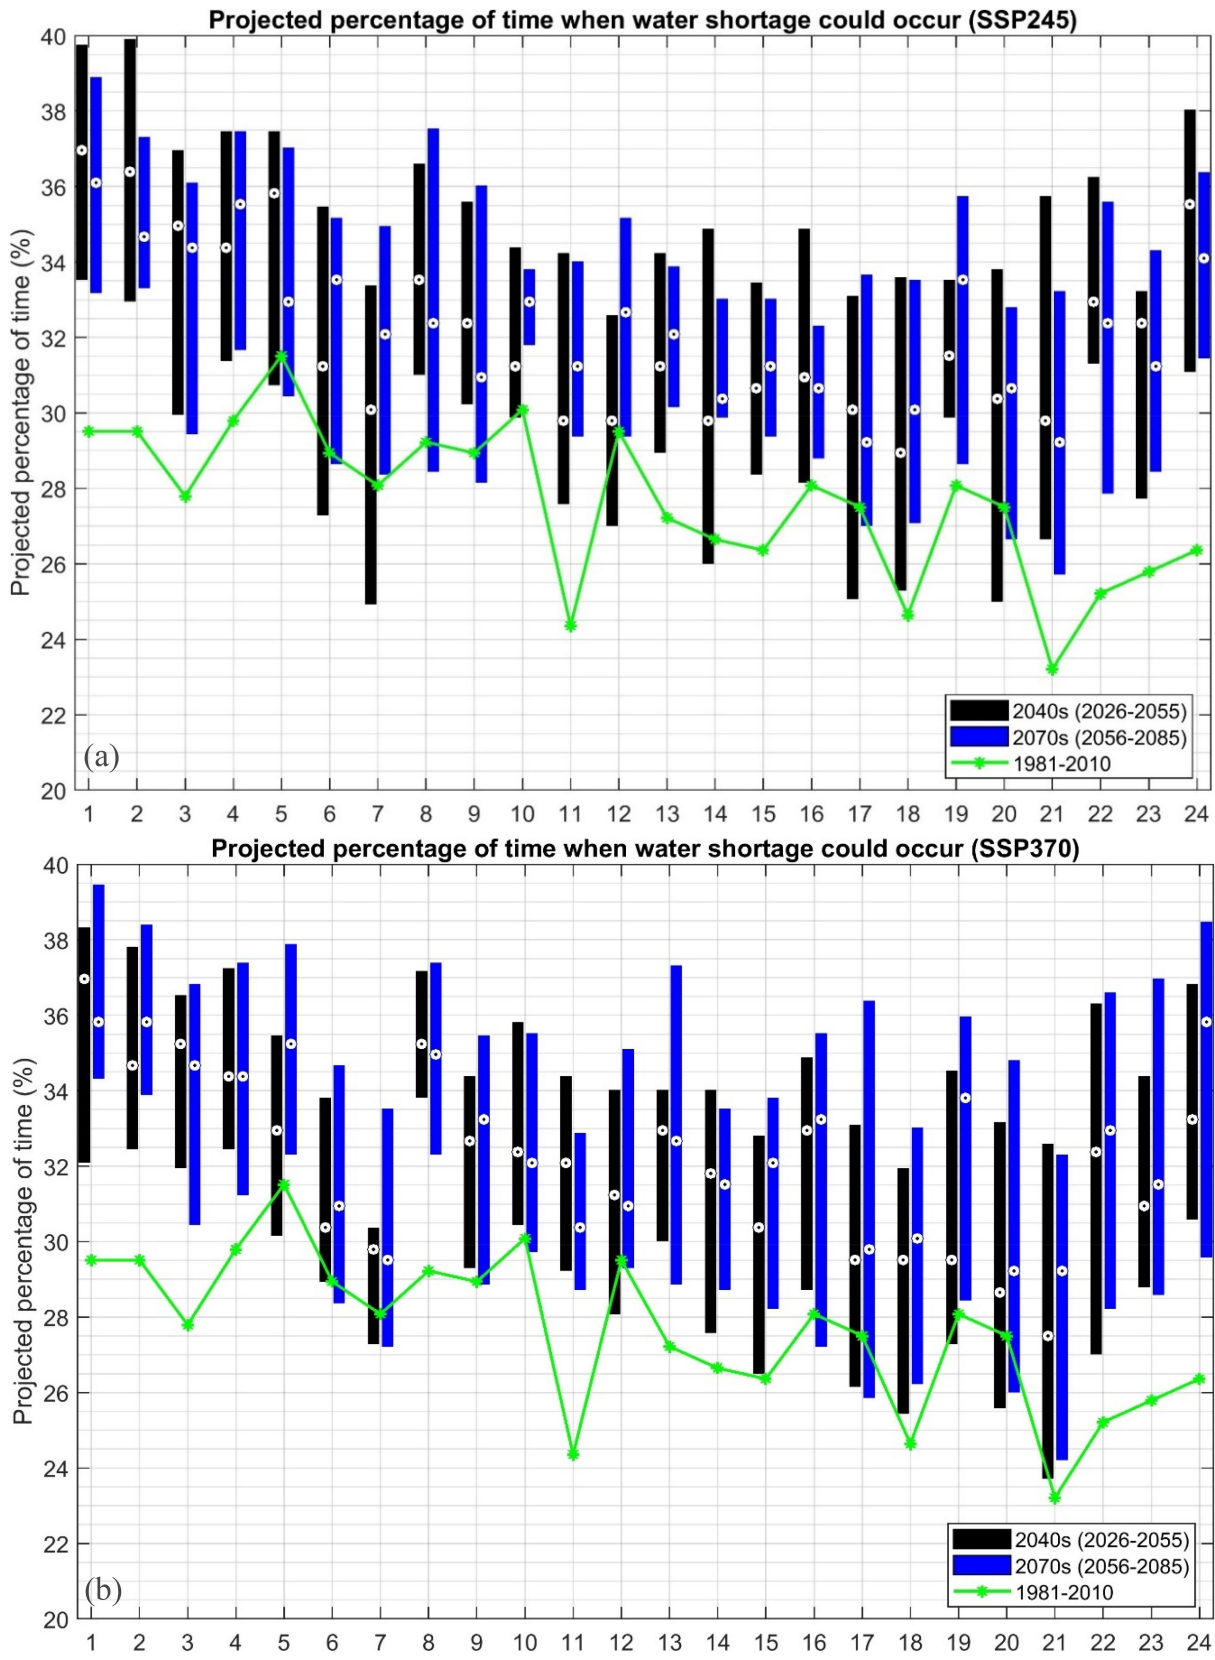 Projected percentage of time when water shortage could occur (SSP245)
Projected percentage of time (%)
40
38
36
34
32
30
28
26
24
22
20
2040s (2026-2055)
2070s (2056-2085)
1981-2010
(a)
1 2 3 4 5 6 7 8 9 10 11 12 13 14 15 16 17 18 19 20 21 22 23 24
Projected percentage of time when water shortage could occur (SSP370)
Projected percentage of time (%)
40
38
36
34
32
30
28
26
24
22
20
2040s (2026-2055)
2070s (2056-2085)
1981-2010
(b)
1 2 3 4 5 6 7 8 9 10 11 12 13 14 15 16 17 18 19 20 21 22 23 24